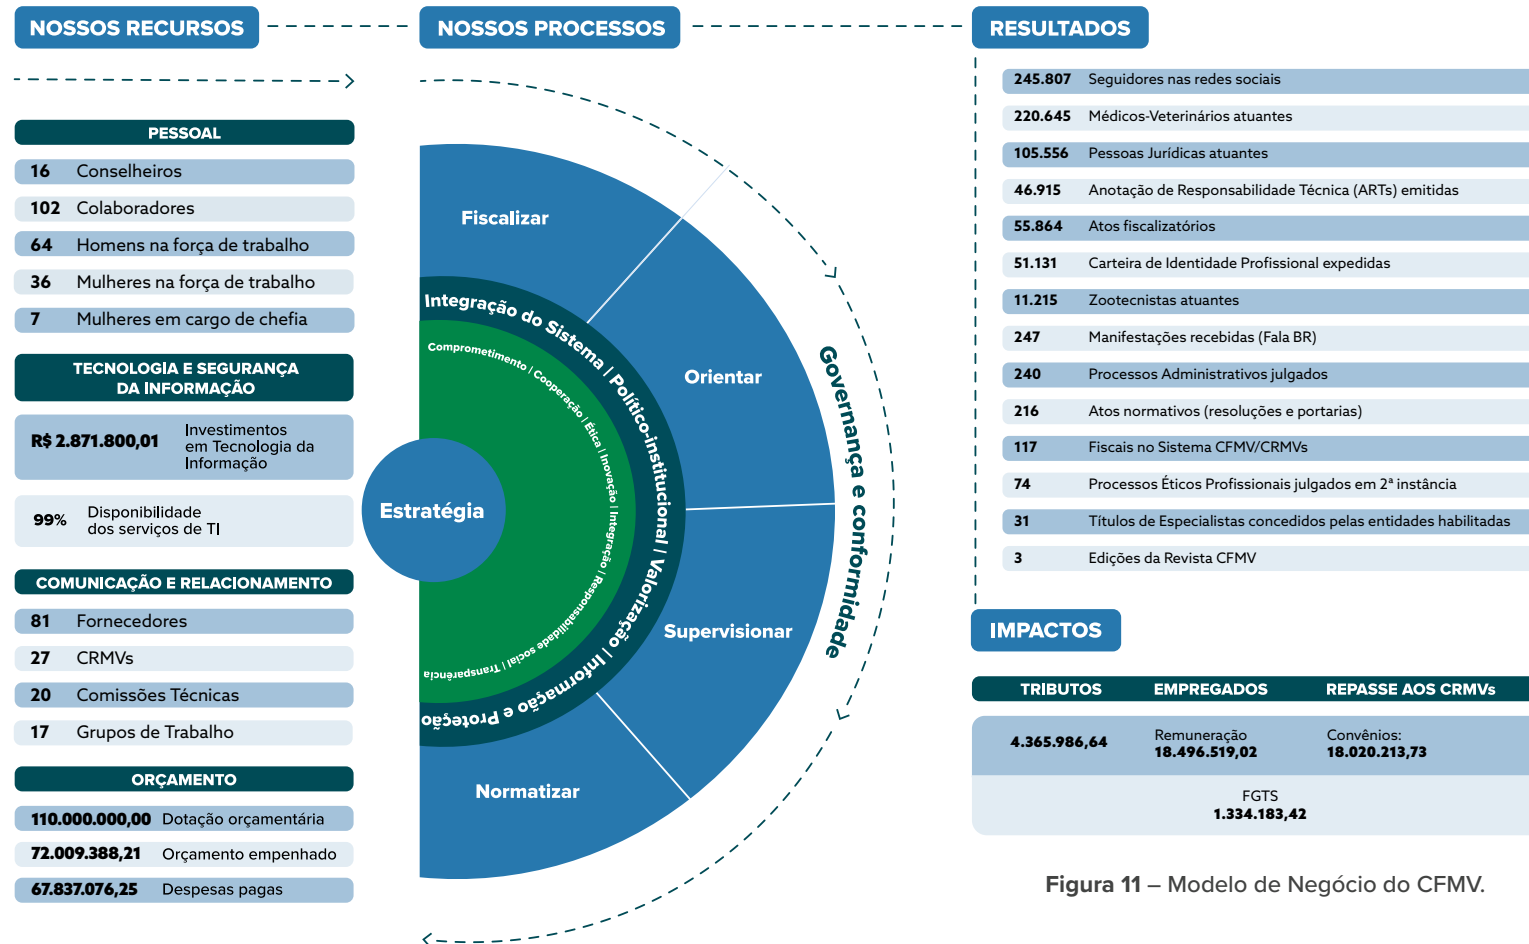 NOSSOS RECURSOS
PESSOAL
16 Conselheiros
102 Colaboradores
64 Homens na força de trabalho
36 Mulheres na força de trabalho
7 Mulheres em cargo de chefia
TECNOLOGIA E SEGURANÇA
DA INFORMAÇÃO
R$ 2.871.800,01 Investimentos
em Tecnologia da
Informação
99% Disponibilidade
dos serviços de TI
COMUNICAÇÃO E RELACIONAMENTO
81 Fornecedores
27 CRMVs
20 Comissões Técnicas
17 Grupos de Trabalho
ORÇAMENTO
110.000.000,00 Dotação orçamentária
72.009.388,21 Orçamento empenhado
67.837.076,25 Despesas pagas
NOSSOS PROCESSOS
Fiscalizar
Orientar
Supervisionar
Normatizar
Integração do Sistema | Político-institucional | Valorização | Informação e Proteção
Comprometimento | Cooperação | Ética | Inovação | Integração | Responsabilidade social | Transparência
Estratégia
Governança e conformidade
RESULTADOS
245.807 Seguidores nas redes sociais
220.645 Médicos-Veterinários atuantes
105.556 Pessoas Jurídicas atuantes
46.915 Anotação de Responsabilidade Técnica (ARTs) emitidas
55.864 Atos fiscalizatórios
51.131 Carteira de Identidade Profissional expedidas
11.215 Zootecnistas atuantes
247 Manifestações recebidas (Fala BR)
240 Processos Administrativos julgados
216 Atos normativos (resoluções e portarias)
117 Fiscais no Sistema CFMV/CRMVs
74 Processos Éticos Profissionais julgados em 2ª instância
31 Títulos de Especialistas concedidos pelas entidades habilitadas
3 Edições da Revista CFMV
IMPACTOS
TRIBUTOS EMPREGADOS REPASSE AOS CRMVs
4.365.986,64 Remuneração Convênios:
18.496.519,02 18.020.213,73
FGTS
1.334.183,42
Figura 11 – Modelo de Negócio do CFMV.